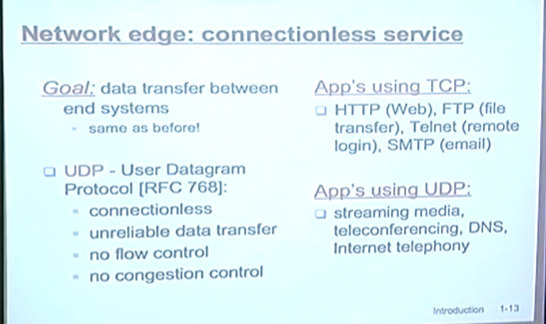 Network edge: connectionless service
Goal: data transfer between
end systems
same as before!
UDP - User Datagram
Protocol [RFC 768]:
connectionless
unreliable data transfer
no flow control
no congestion control
App's using TCP:
HTTP (Web), FTP (file
transfer), Telnet (remote
login), SMTP (email)
App's using UDP:
streaming media,
teleconferencing, DNS,
Internet telephony
Introduction 1-13